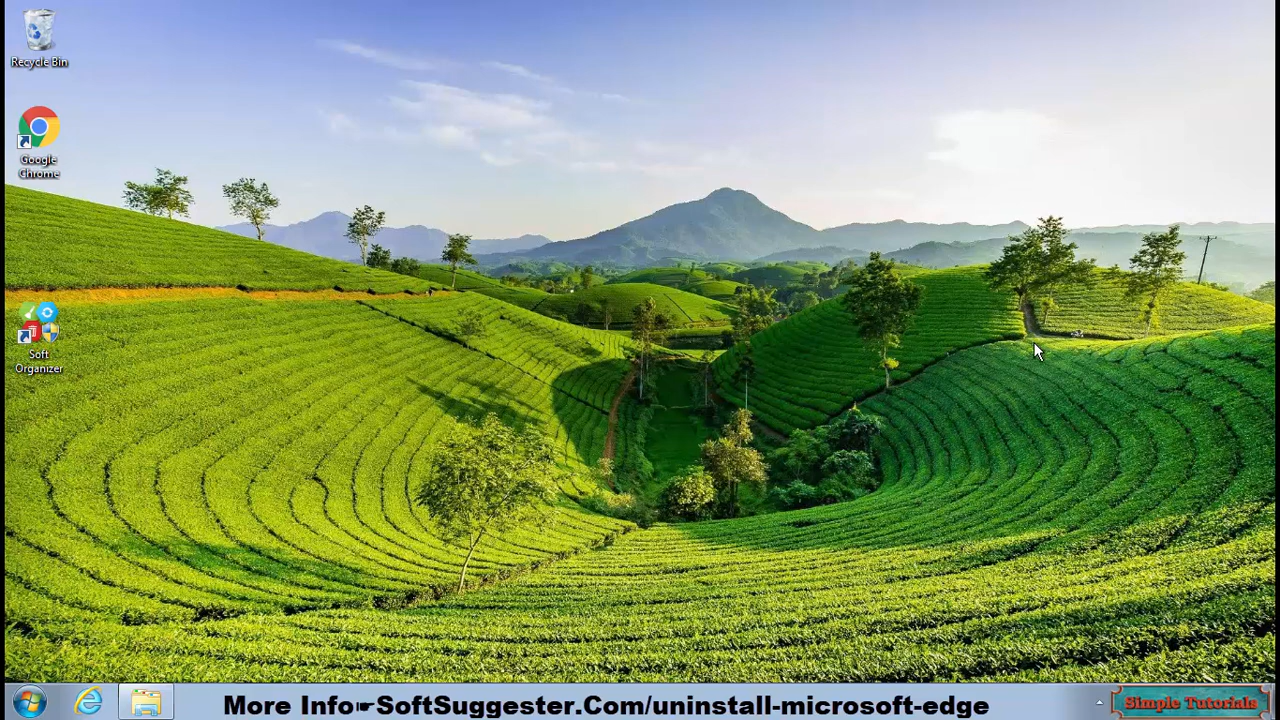 Recycle Bin
Google
Chrome
Soft
Organizer
More Info☛SoftSuggester.Com/uninstall-microsoft-edge
Simple Tutorials